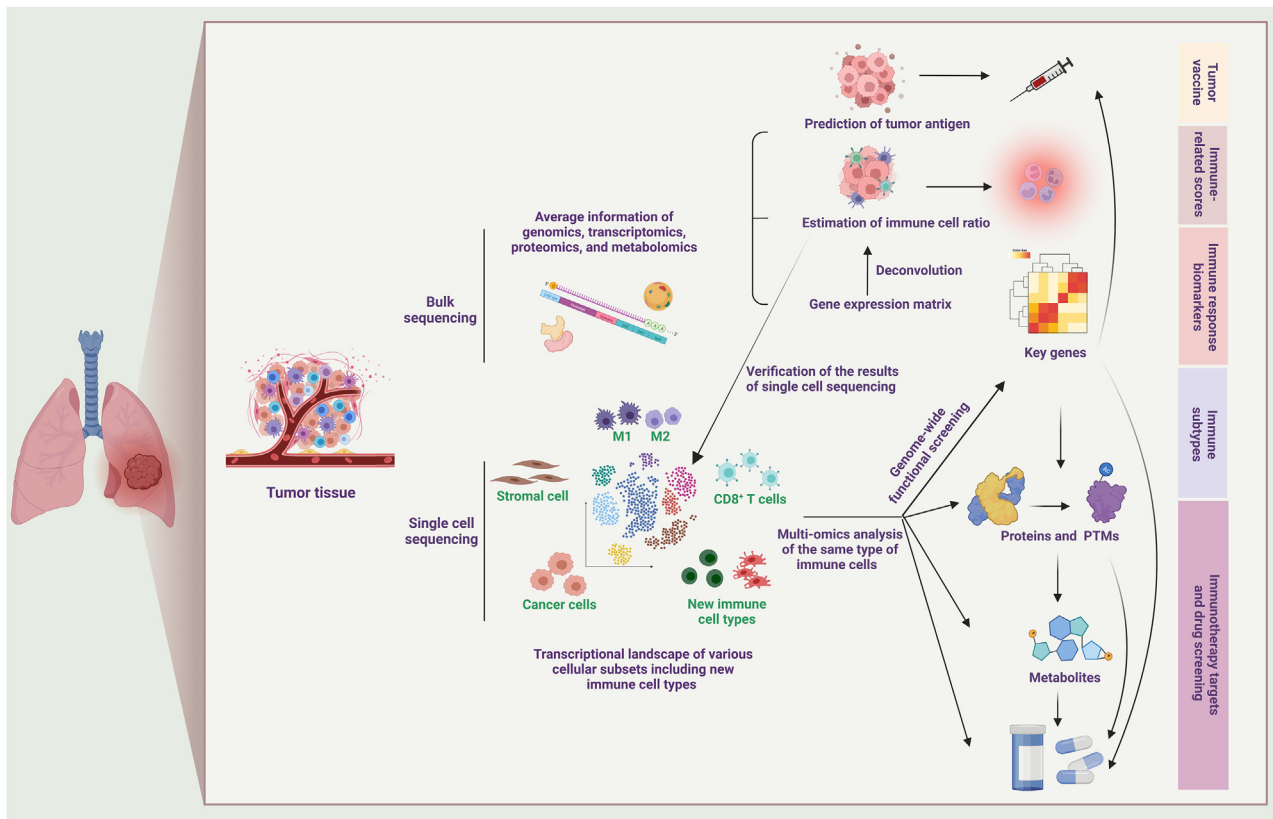 Tumor tissue
Bulk
sequencing
Average information of
genomics, transcriptomics,
proteomics, and metabolomics
Single cell
sequencing
M1
M2
Stromal cell
CD8⁺ T cells
Cancer cells
New immune
cell types
Transcriptional landscape of various
cellular subsets including new
immune cell types
Prediction of tumor antigen
Estimation of immune cell ratio
Deconvolution
Gene expression matrix
Verification of the results
of single cell sequencing
Genome-wide
functional screening
Multi-omics analysis
of the same type of
immune cells
Key genes
Ac
Proteins and PTMs
P
P
Metabolites
Tumor
vaccine
Immune-
related scores
Immune response
biomarkers
Immune
subtypes
Immunotherapy targets
and drug screening